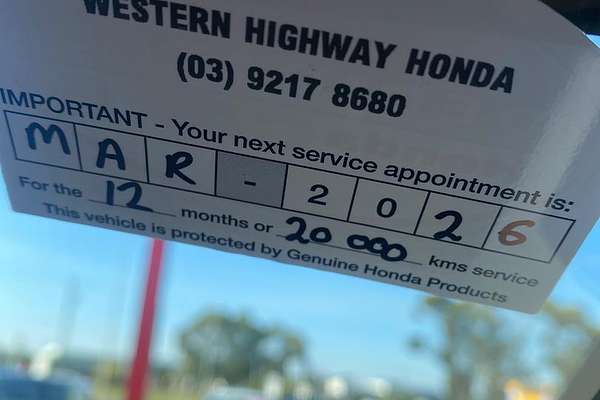 WESTERN HIGHWAY HONDA
(03) 9217 8680
IMPORTANT - Your next service appointment is:
MAR - 2026
For the 12 months or 20 000 kms service
This vehicle is protected by Genuine Honda Products